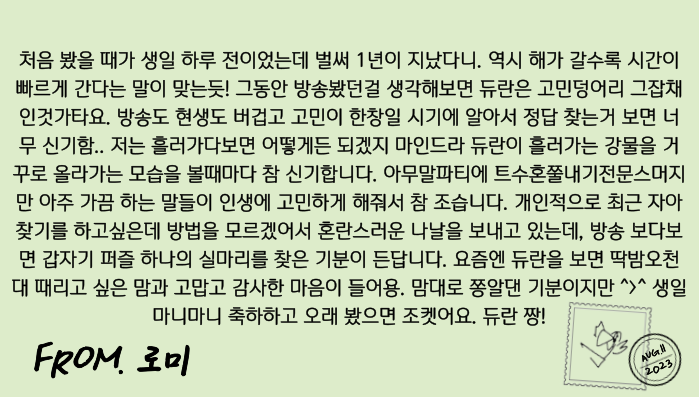 처음 봤을 때가 생일 하루 전이었는데 벌써 1년이 지났다니. 역시 해가 갈수록 시간이
빠르게 간다는 말이 맞는듯! 그동안 방송봤던걸 생각해보면 듀란은 고민덩어리 그잡채
인것가타요. 방송도 현생도 버겁고 고민이 한창일 시기에 알아서 정답 찾는거 보면 너
무 신기함.. 저는 흘러가다보면 어떻게든 되겠지 마인드라 듀란이 흘러가는 강물을 거
꾸로 올라가는 모습을 볼때마다 참 신기합니다. 아무말파티에 트수혼쭐내기전문스머지
만 아주 가끔 하는 말들이 인생에 고민하게 해줘서 참 조습니다. 개인적으로 최근 자아
찾기를 하고싶은데 방법을 모르겠어서 혼란스러운 나날을 보내고 있는데, 방송 보다보
면 갑자기 퍼즐 하나의 실마리를 찾은 기분이 든답니다. 요즘엔 듀란을 보면 딱밤오천
대 때리고 싶은 맘과 고맙고 감사한 마음이 들어용. 맘대로 쫑알댄 기분이지만 ^>^ 생일
마니마니 축하하고 오래 봤으면 조켓어요. 듀란 짱!
FROM. 로미
AUG.11
2023